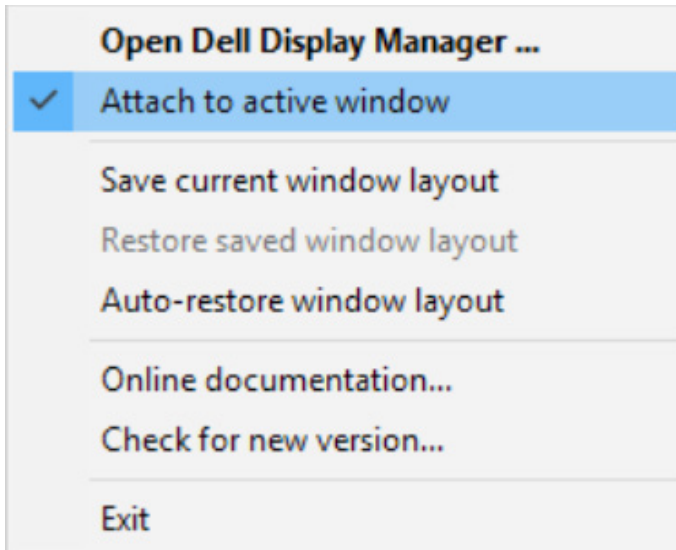 Open Dell Display Manager ...
Attach to active window
Save current window layout
Restore saved window layout
Auto-restore window layout
Online documentation...
Check for new version...
Exit